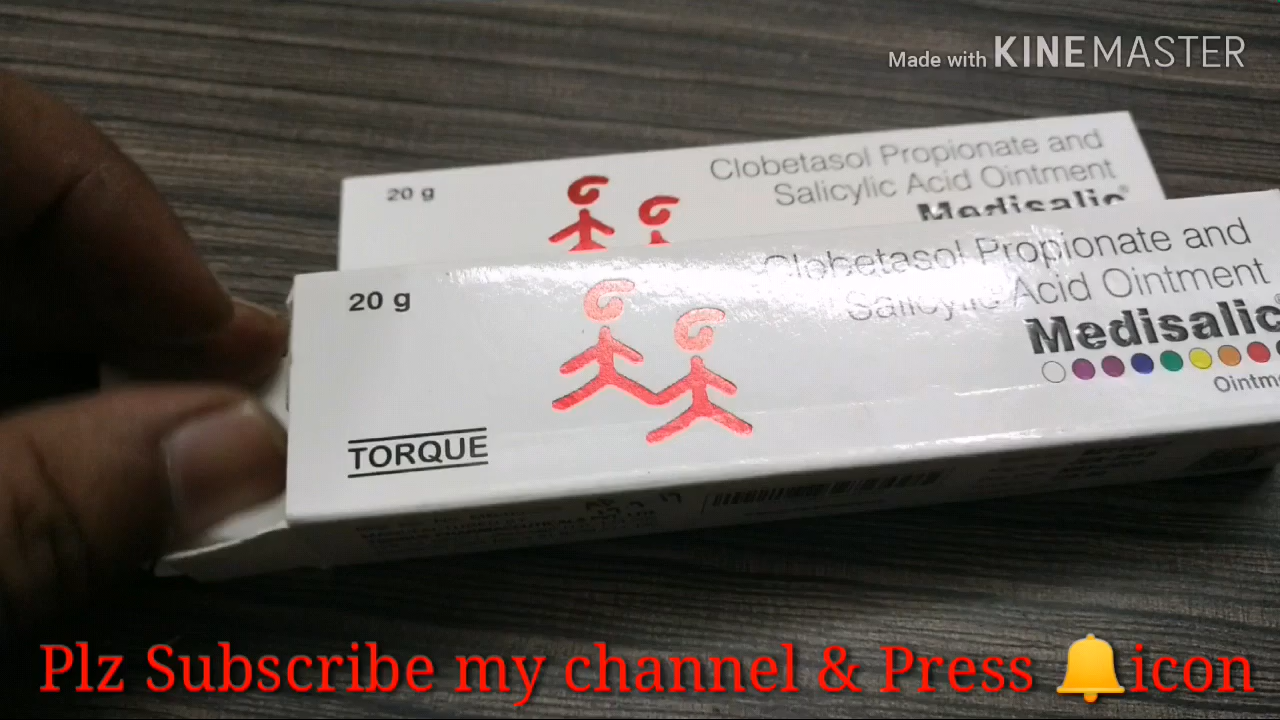 Made with KINEMASTER
20 g
Clobetasol Propionate and
Salicylic Acid Ointment
Medisalic®
20 g
Clobetasol Propionate and
Salicylic Acid Ointment
Medisalic
TORQUE
Plz Subscribe my channel & Press 🔔icon